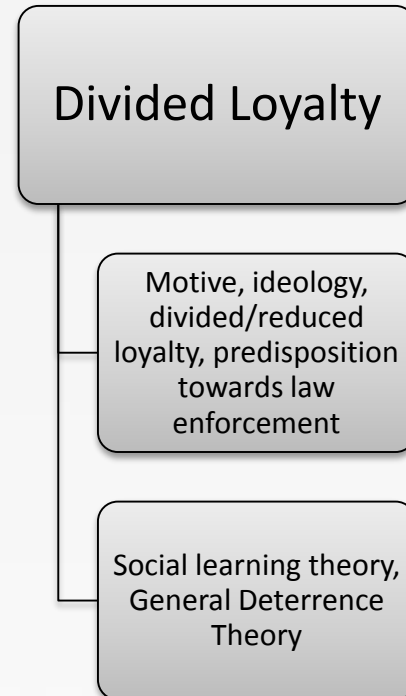 Divided Loyalty
Motive, ideology,
divided/reduced
loyalty, predisposition
towards law
enforcement
Social learning theory,
General Deterrence
Theory